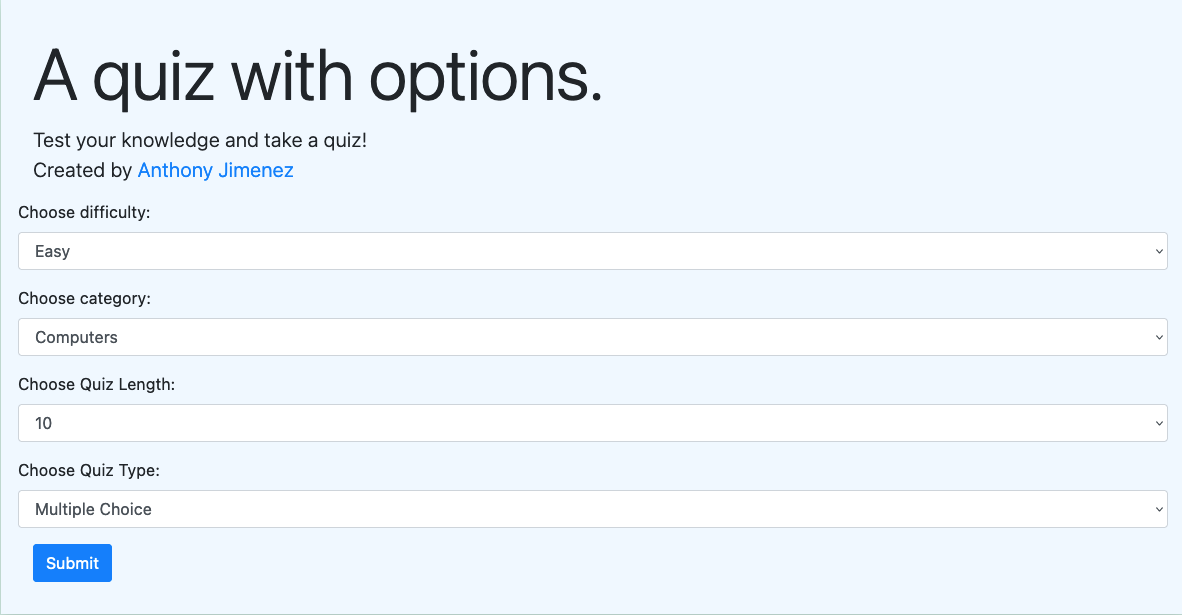 A quiz with options.
Test your knowledge and take a quiz!
Created by Anthony Jimenez
Choose difficulty:
Easy
Choose category:
Computers
Choose Quiz Length:
10
Choose Quiz Type:
Multiple Choice
Submit